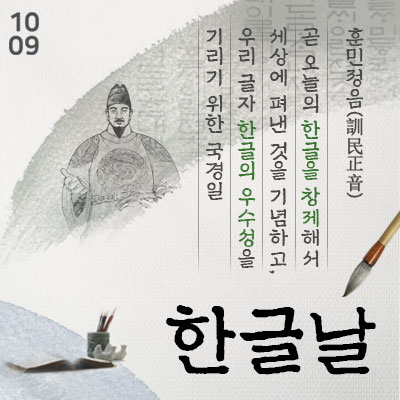 10
09
훈민정음(訓民正音)
곧 오늘의 한글을 창제해서
세상에 펴낸 것을 기념하고,
우리 글자 한글의 우수성을
기리기 위한 국경일
한글날